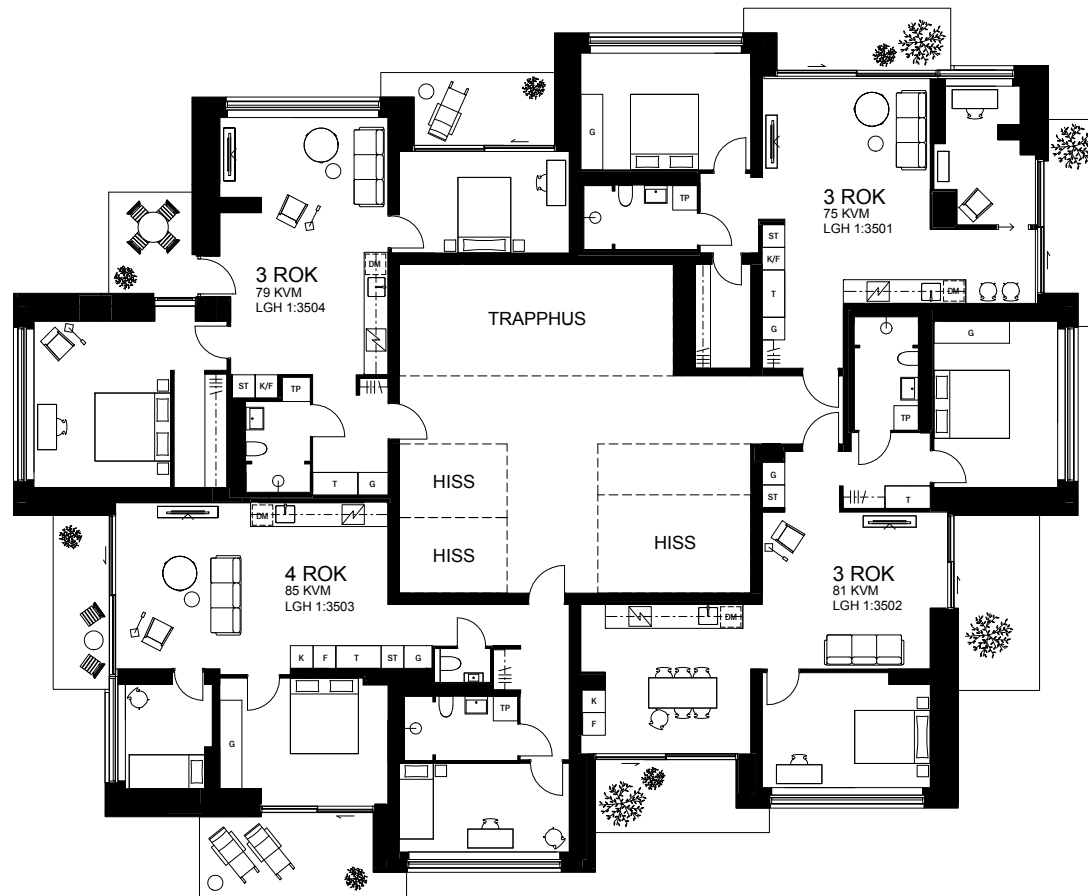 G
TP
3 ROK
75 KVM
LGH 1:3501
ST
K/F
T
G
DM
3 ROK
79 KVM
LGH 1:3504
DM
ST
K/F
TP
T
G
TRAPPHUS
HISS
HISS
HISS
G
TP
G
ST
T
3 ROK
81 KVM
LGH 1:3502
DM
K
F
DM
4 ROK
85 KVM
LGH 1:3503
K
F
T
ST
G
G
TP